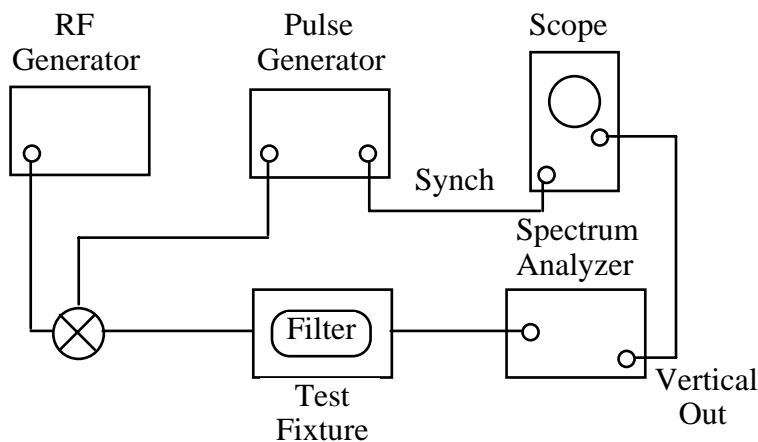 RF
Generator
Pulse
Generator
Scope
Synch
Spectrum
Analyzer
Filter
Test
Fixture
Vertical
Out